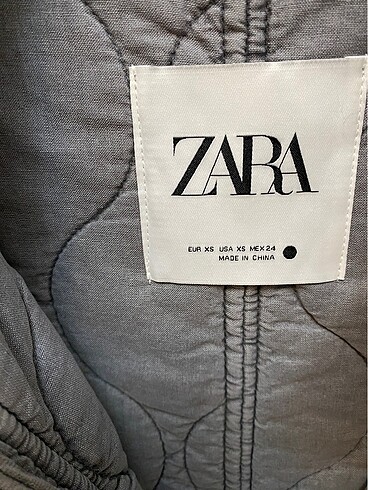 ZARA
EUR XS USA XS MEX 24
MADE IN CHINA